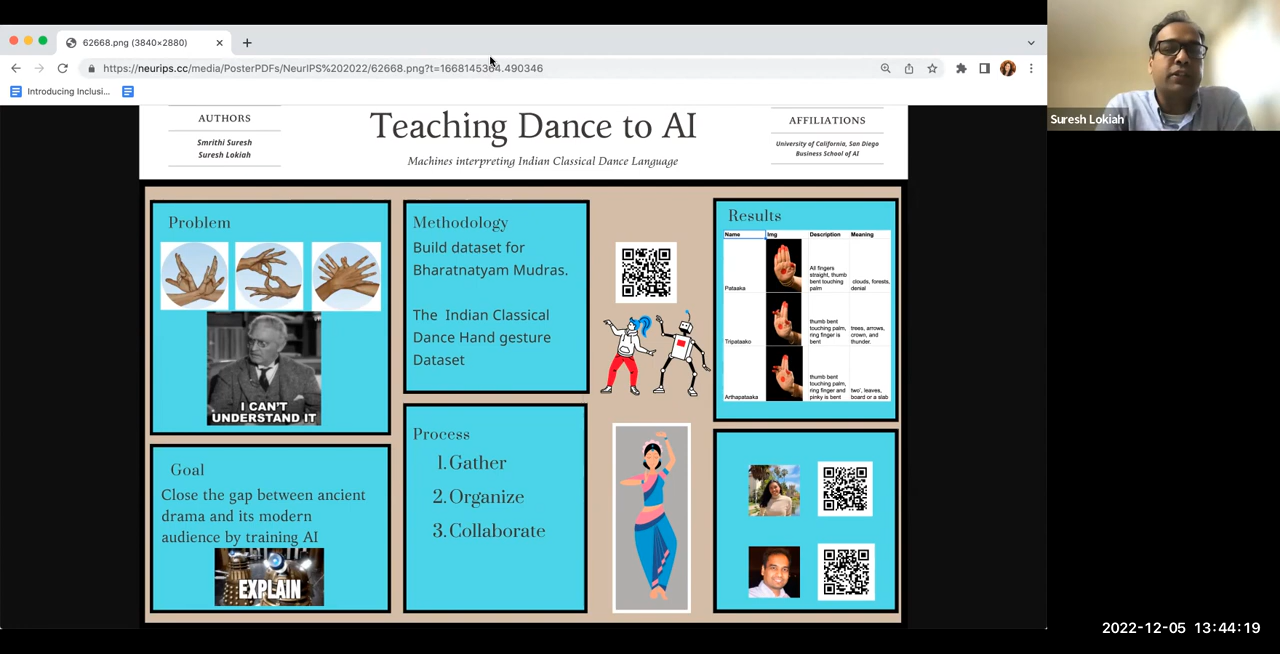 62668.png (3840×2880)
https://neurips.cc/media/PosterPDFs/NeurIPS%202022/62668.png?t=1668145364.490346
Introducing Inclusi...
AUTHORS
Smrithi Suresh
Suresh Lokiah
Teaching Dance to AI
Machines interpreting Indian Classical Dance Language
AFFILIATIONS
University of California, San Diego
Business School of AI
Problem
I CAN'T
UNDERSTAND IT
Goal
Close the gap between ancient
drama and its modern
audience by training AI
EXPLAIN
Methodology
Build dataset for
Bharatnatyam Mudras.
The Indian Classical
Dance Hand gesture
Dataset
Process
1. Gather
2. Organize
3. Collaborate
Results
Name Img Description Meaning
All fingers
straight, thumb
bent touching
palm
clouds, forests,
denial
Pataaka
thumb bent
touching palm,
ring finger is
bent
trees, arrows,
crown, and
thunder.
Tripataako
thumb bent
touching palm,
ring finger and
pinky is bent
two', leaves,
board or a slab
Arthapataaka
Suresh Lokiah
2022-12-05 13:44:19